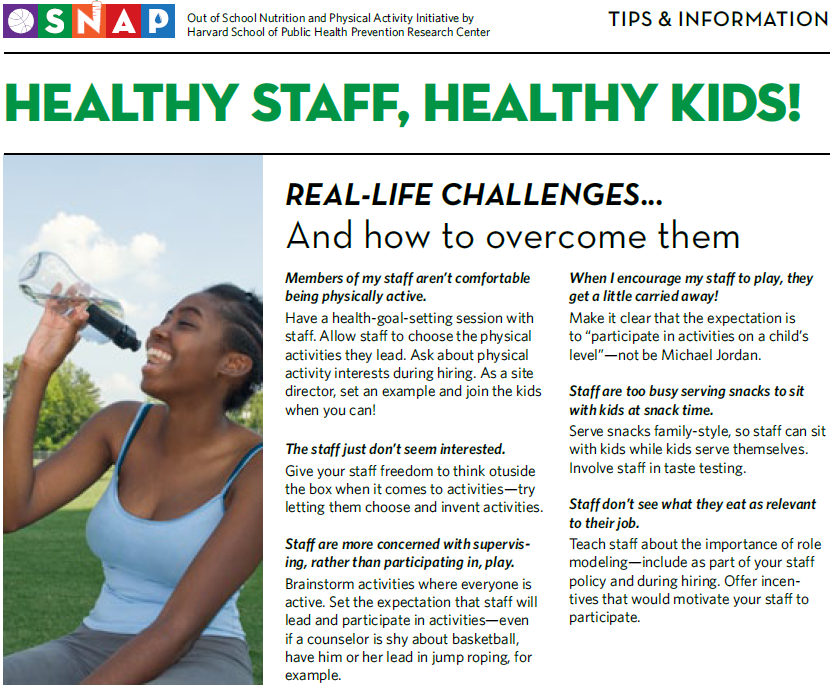 OSNAP
Out of School Nutrition and Physical Activity Initiative by
Harvard School of Public Health Prevention Research Center
TIPS & INFORMATION
HEALTHY STAFF, HEALTHY KIDS!
REAL-LIFE CHALLENGES...
And how to overcome them
Members of my staff aren't comfortable
being physically active.
Have a health-goal-setting session with
staff. Allow staff to choose the physical
activities they lead. Ask about physical
activity interests during hiring. As a site
director, set an example and join the kids
when you can!
The staff just don't seem interested.
Give your staff freedom to think otuside
the box when it comes to activities—try
letting them choose and invent activities.
Staff are more concerned with supervis-
ing, rather than participating in, play.
Brainstorm activities where everyone is
active. Set the expectation that staff will
lead and participate in activities—even
if a counselor is shy about basketball,
have him or her lead in jump roping, for
example.
When I encourage my staff to play, they
get a little carried away!
Make it clear that the expectation is
to “participate in activities on a child's
level”—not be Michael Jordan.
Staff are too busy serving snacks to sit
with kids at snack time.
Serve snacks family-style, so staff can sit
with kids while kids serve themselves.
Involve staff in taste testing.
Staff don't see what they eat as relevant
to their job.
Teach staff about the importance of role
modeling—include as part of your staff
policy and during hiring. Offer incen-
tives that would motivate your staff to
participate.